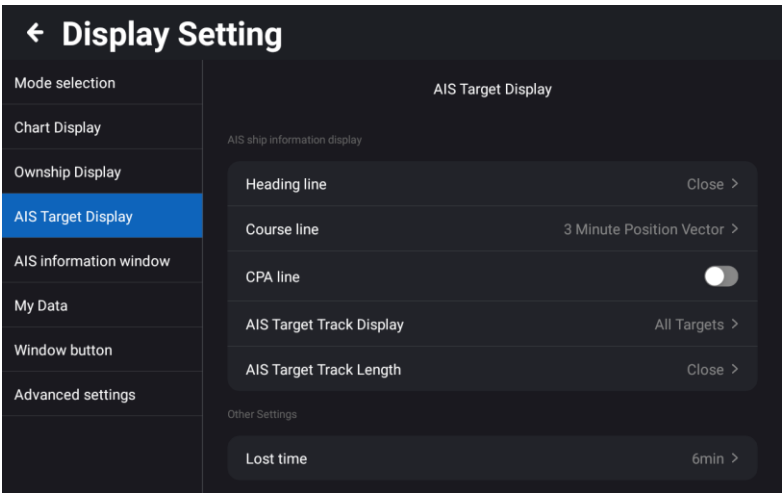 Display Setting
Mode selection
Chart Display
Ownship Display
AIS Target Display
AIS information window
My Data
Window button
Advanced settings
AIS Target Display
AIS ship information display
Heading line Close >
Course line 3 Minute Position Vector >
CPA line
AIS Target Track Display All Targets >
AIS Target Track Length Close >
Other Settings
Lost time 6min >